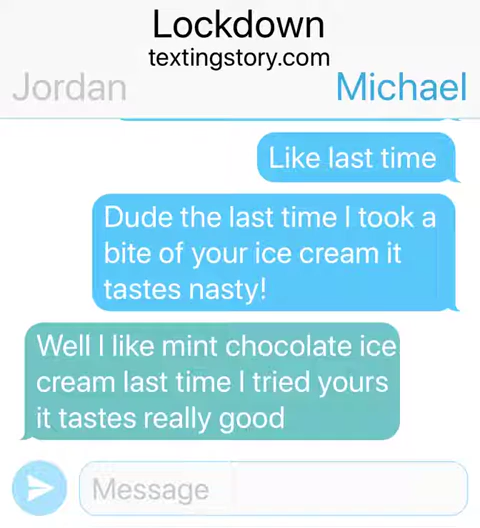 Lockdown
textingstory.com
Jordan Michael
Like last time
Dude the last time I took a
bite of your ice cream it
tastes nasty!
Well I like mint chocolate ice
cream last time I tried yours
it tastes really good
Message